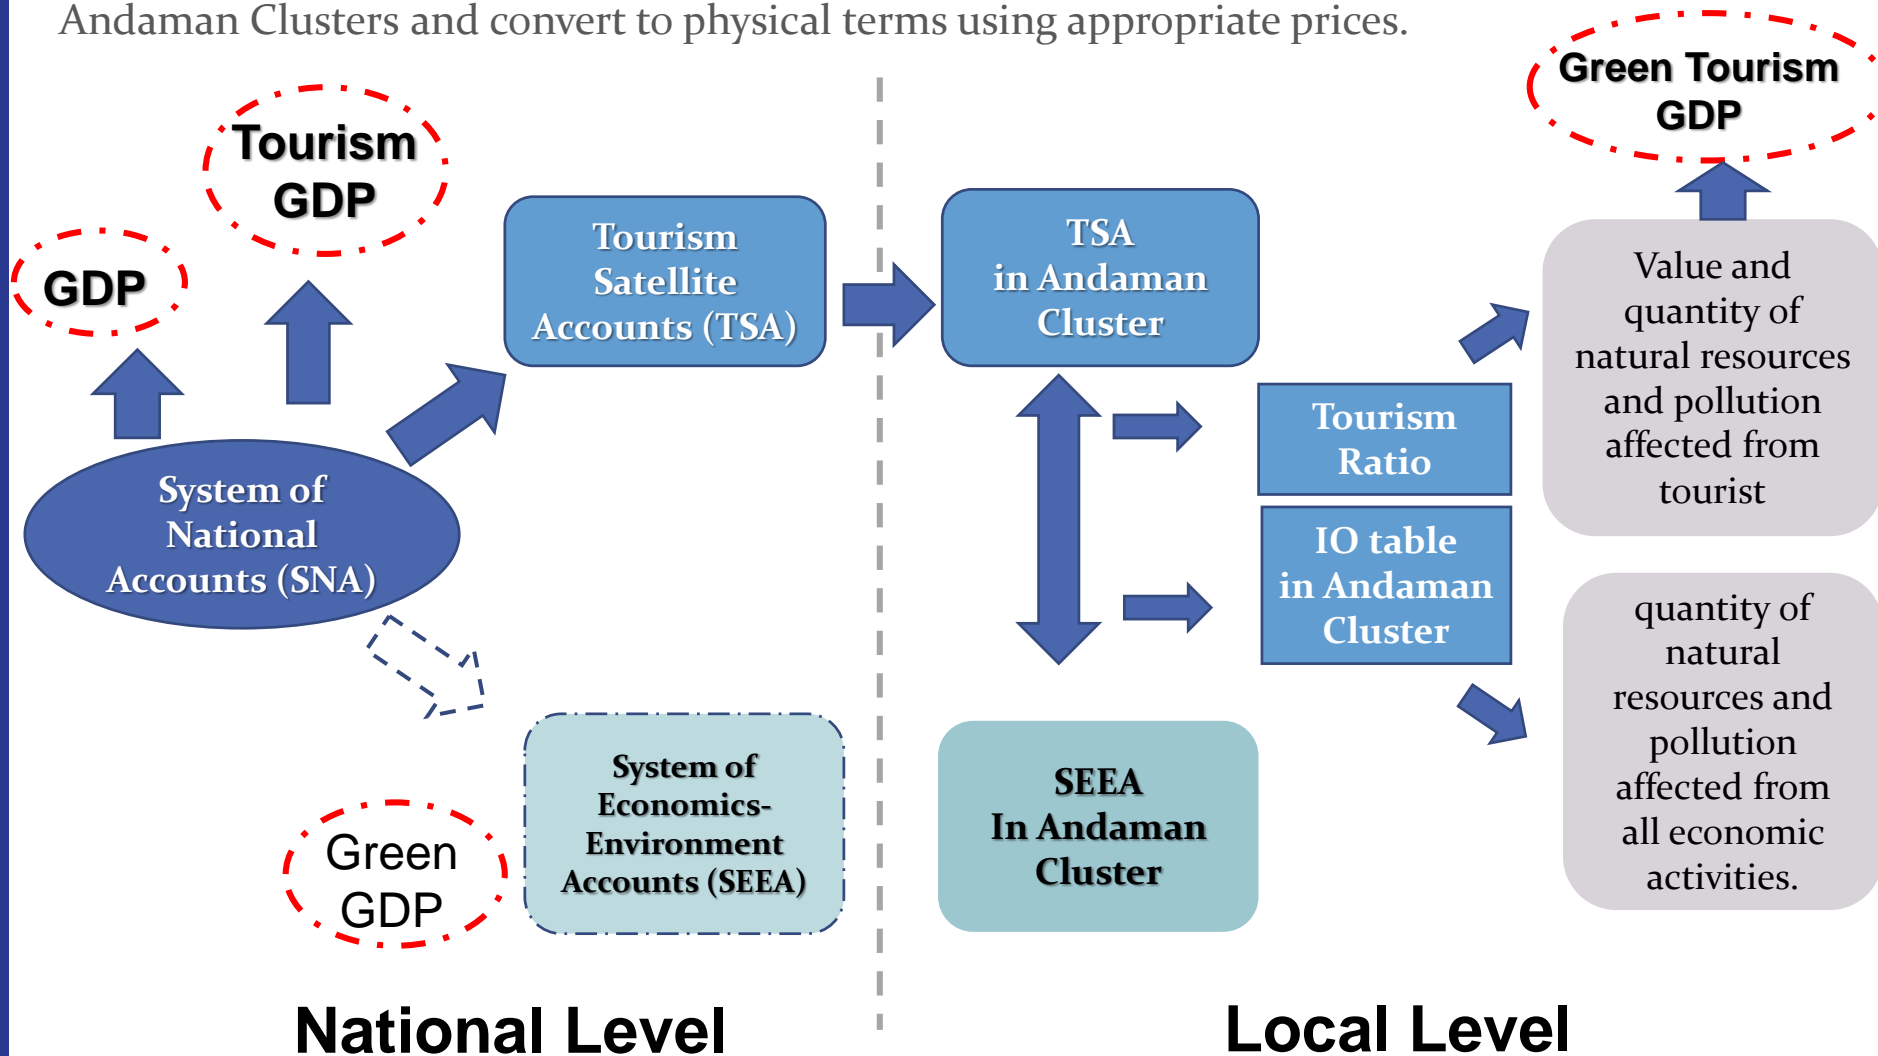 Andaman Clusters and convert to physical terms using appropriate prices.
GDP
Tourism
GDP
System of
National
Accounts (SNA)
Tourism
Satellite
Accounts (TSA)
Green
GDP
System of
Economics-
Environment
Accounts (SEEA)
National Level
TSA
in Andaman
Cluster
Tourism
Ratio
IO table
in Andaman
Cluster
SEEA
In Andaman
Cluster
Green Tourism
GDP
Value and
quantity of
natural resources
and pollution
affected from
tourist
quantity of
natural
resources and
pollution
affected from
all economic
activities.
Local Level